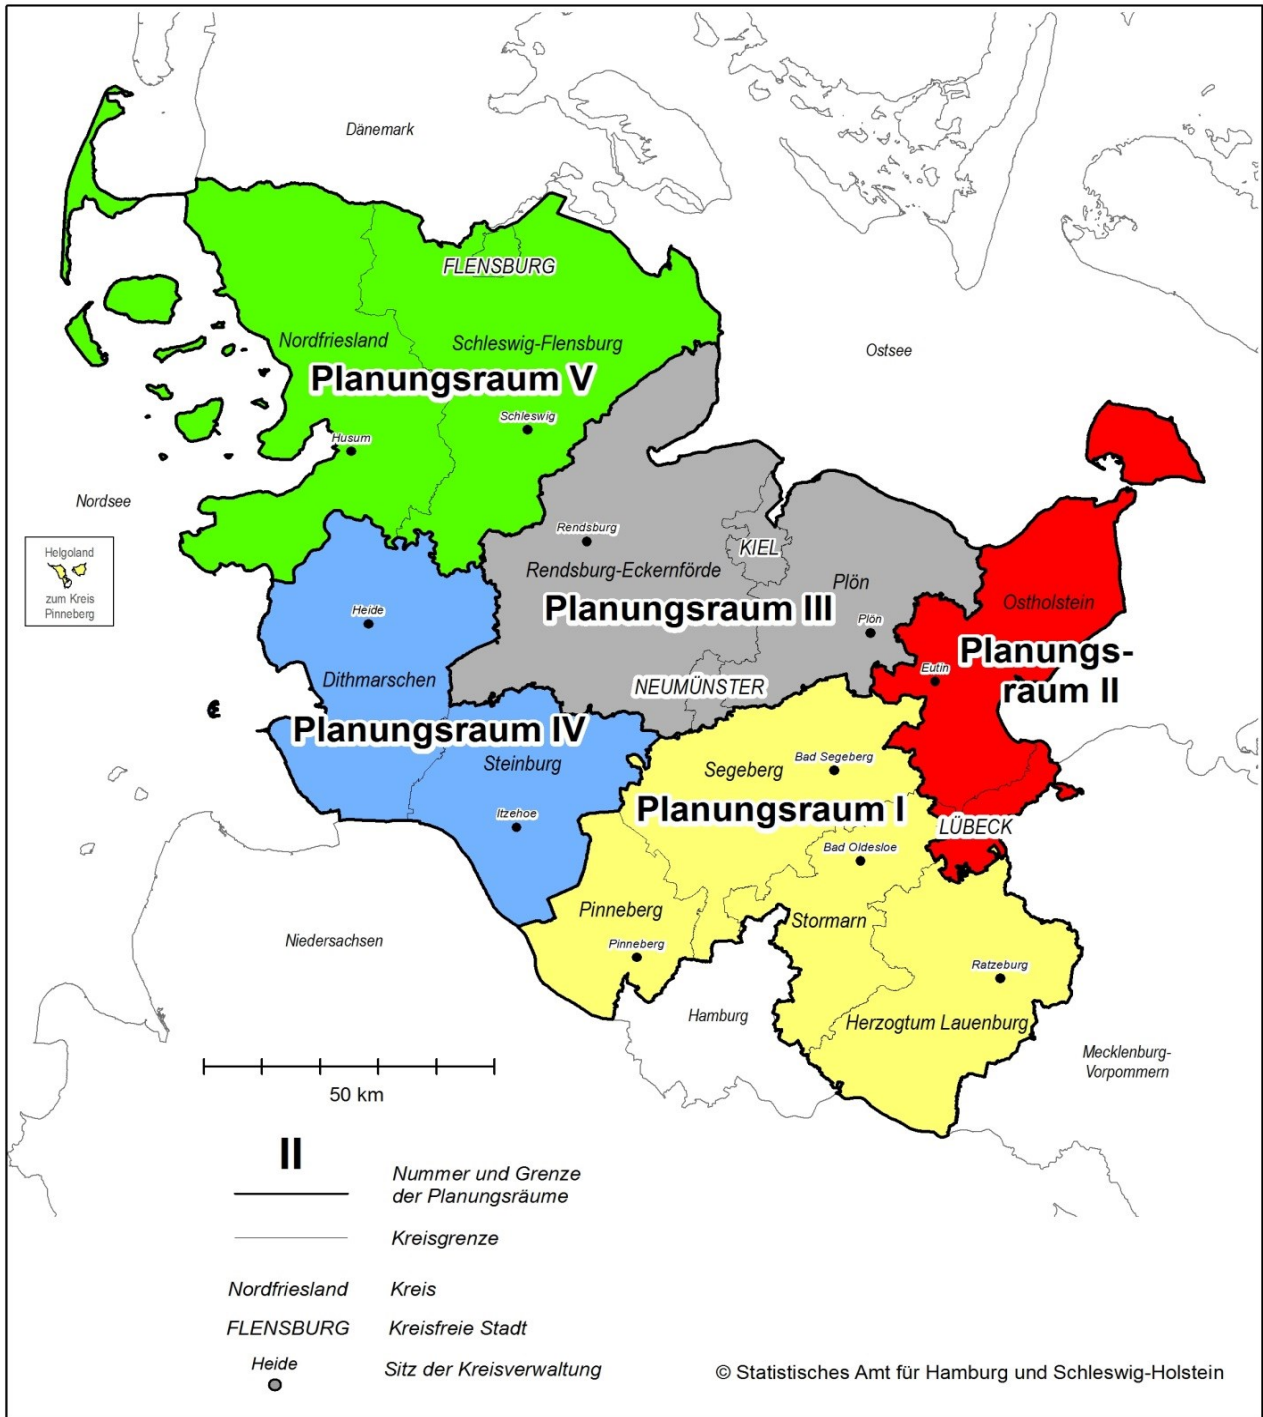 Dänemark
FLENSBURG
Nordfriesland
Schleswig-Flensburg
Ostsee
Planungsraum V
Schleswig
Husum
Nordsee
Rendsburg
KIEL
Helgoland
zum Kreis
Pinneberg
Rendsburg-Eckernförde
Plön
Heide
Planungsraum III
Ostholstein
Plön
Planungs-
raum II
Eutin
Dithmarschen
NEUMÜNSTER
Planungsraum IV
Steinburg
Segeberg
Bad Segeberg
Planungsraum I
Itzehoe
LÜBECK
Bad Oldesloe
Pinneberg
Stormarn
Niedersachsen
Pinneberg
Ratzeburg
Hamburg
Herzogtum Lauenburg
Mecklenburg-
Vorpommern
50 km
II
Nummer und Grenze
der Planungsräume
Kreisgrenze
Nordfriesland Kreis
FLENSBURG Kreisfreie Stadt
Heide Sitz der Kreisverwaltung
© Statistisches Amt für Hamburg und Schleswig-Holstein